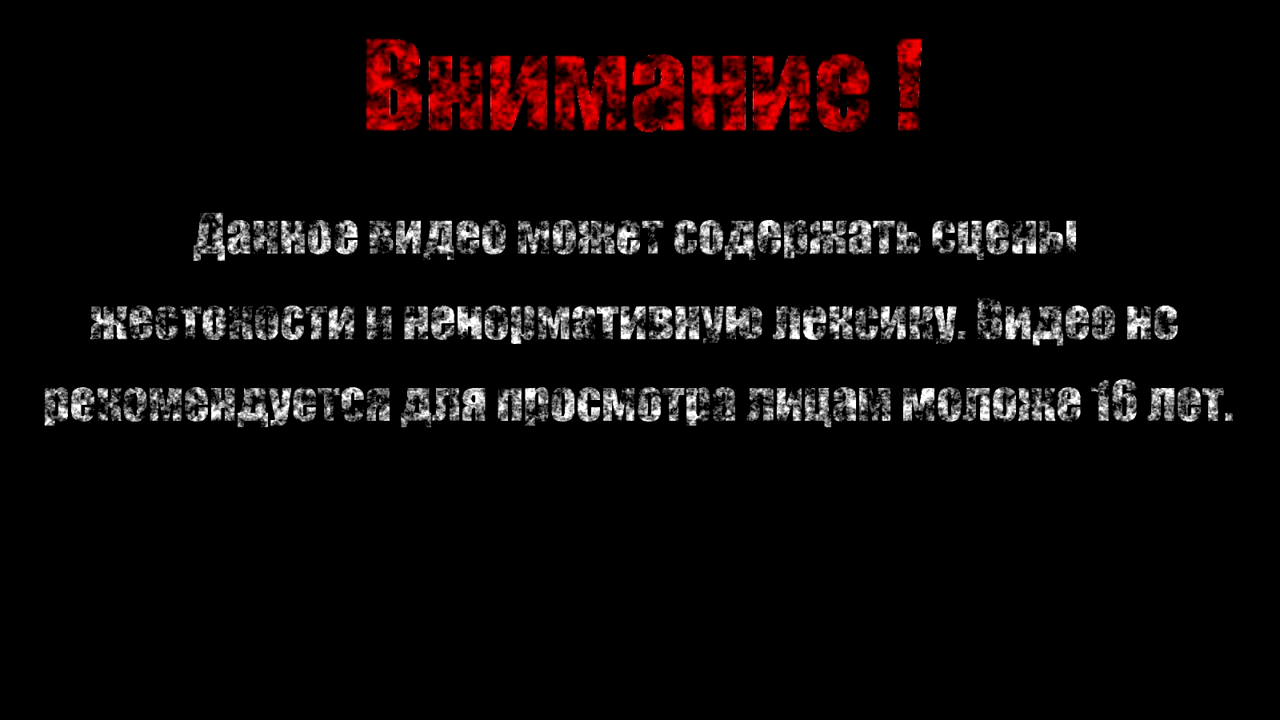 Внимание !
Данное видео может содержать сцены
жестокости и ненормативную лексику. Видео не
рекомендуется для просмотра лицам моложе 16 лет.